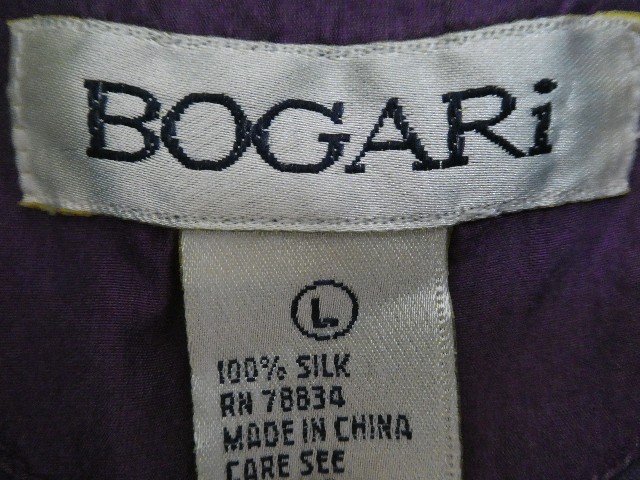 BOGARi
L
100% SILK
RN 78834
MADE IN CHINA
CARE SEE